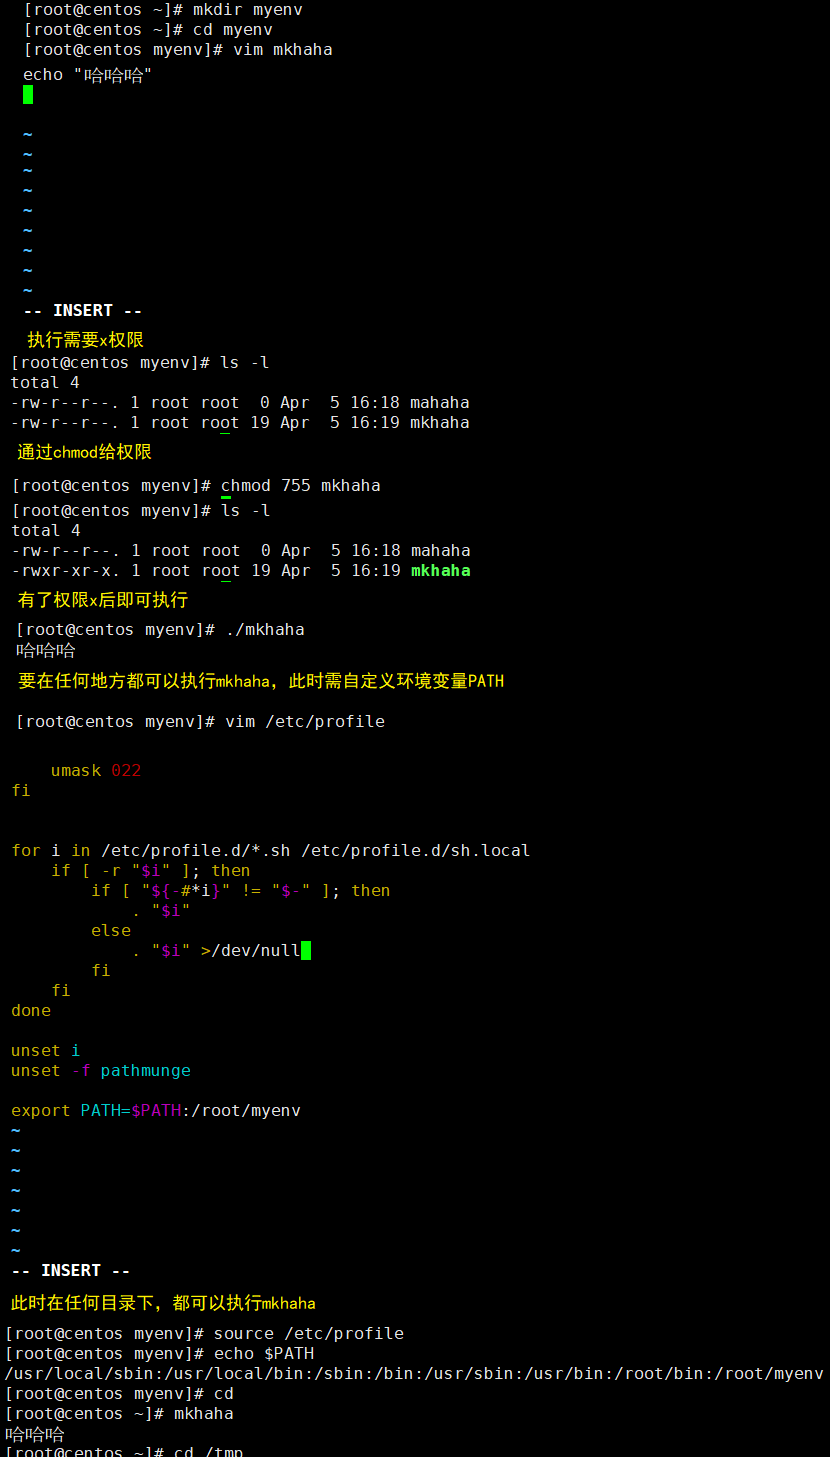 [root@centos ~]# mkdir myenv
[root@centos ~]# cd myenv
[root@centos myenv]# vim mkhaha
echo "哈哈哈"
~
~
~
~
~
~
~
~
~
-- INSERT --
执行需要x权限
[root@centos myenv]# ls -l
total 4
-rw-r--r--. 1 root root  0 Apr  5 16:18 mahaha
-rw-r--r--. 1 root root 19 Apr  5 16:19 mkhaha
通过chmod给权限
[root@centos myenv]# chmod 755 mkhaha
[root@centos myenv]# ls -l
total 4
-rw-r--r--. 1 root root  0 Apr  5 16:18 mahaha
-rwxr-xr-x. 1 root root 19 Apr  5 16:19 mkhaha
有了权限x后即可执行
[root@centos myenv]# ./mkhaha
哈哈哈
要在任何地方都可以执行mkhaha，此时需自定义环境变量PATH
[root@centos myenv]# vim /etc/profile
    umask 022
fi
for i in /etc/profile.d/*.sh /etc/profile.d/sh.local
    if [ -r "$i" ]; then
        if [ "${-#*i}" != "$-" ]; then
            . "$i"
        else
            . "$i" >/dev/null
        fi
    fi
done
unset i
unset -f pathmunge
export PATH=$PATH:/root/myenv
~
~
~
~
~
~
~
-- INSERT --
此时在任何目录下，都可以执行mkhaha
[root@centos myenv]# source /etc/profile
[root@centos myenv]# echo $PATH
/usr/local/sbin:/usr/local/bin:/sbin:/bin:/usr/sbin:/usr/bin:/root/bin:/root/myenv
[root@centos myenv]# cd
[root@centos ~]# mkhaha
哈哈哈
[root@centos ~]# cd /tmp